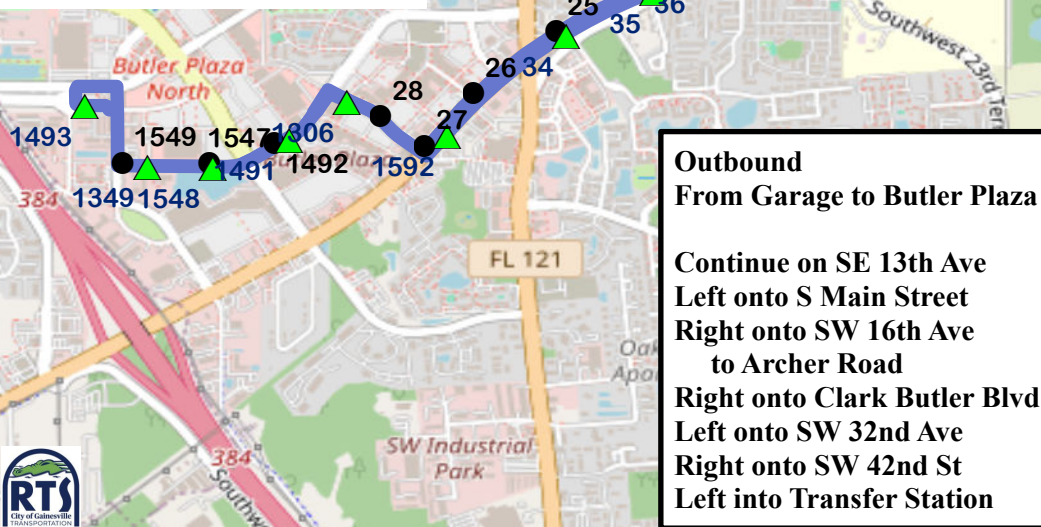 25
36
35
Southwest 23rd Terr
26
34
Butler Plaza
North
28
27
1493
1549
1547
1306
1491
1492
1592
1349
1548
384
FL 121
Outbound
From Garage to Butler Plaza
Continue on SE 13th Ave
Left onto S Main Street
Right onto SW 16th Ave
to Archer Road
Right onto Clark Butler Blvd
Left onto SW 32nd Ave
Right onto SW 42nd St
Left into Transfer Station
Oak
Apa
SW Industrial
Park
384
Southw
RTS
City of Gainesville
TRANSPORTATION